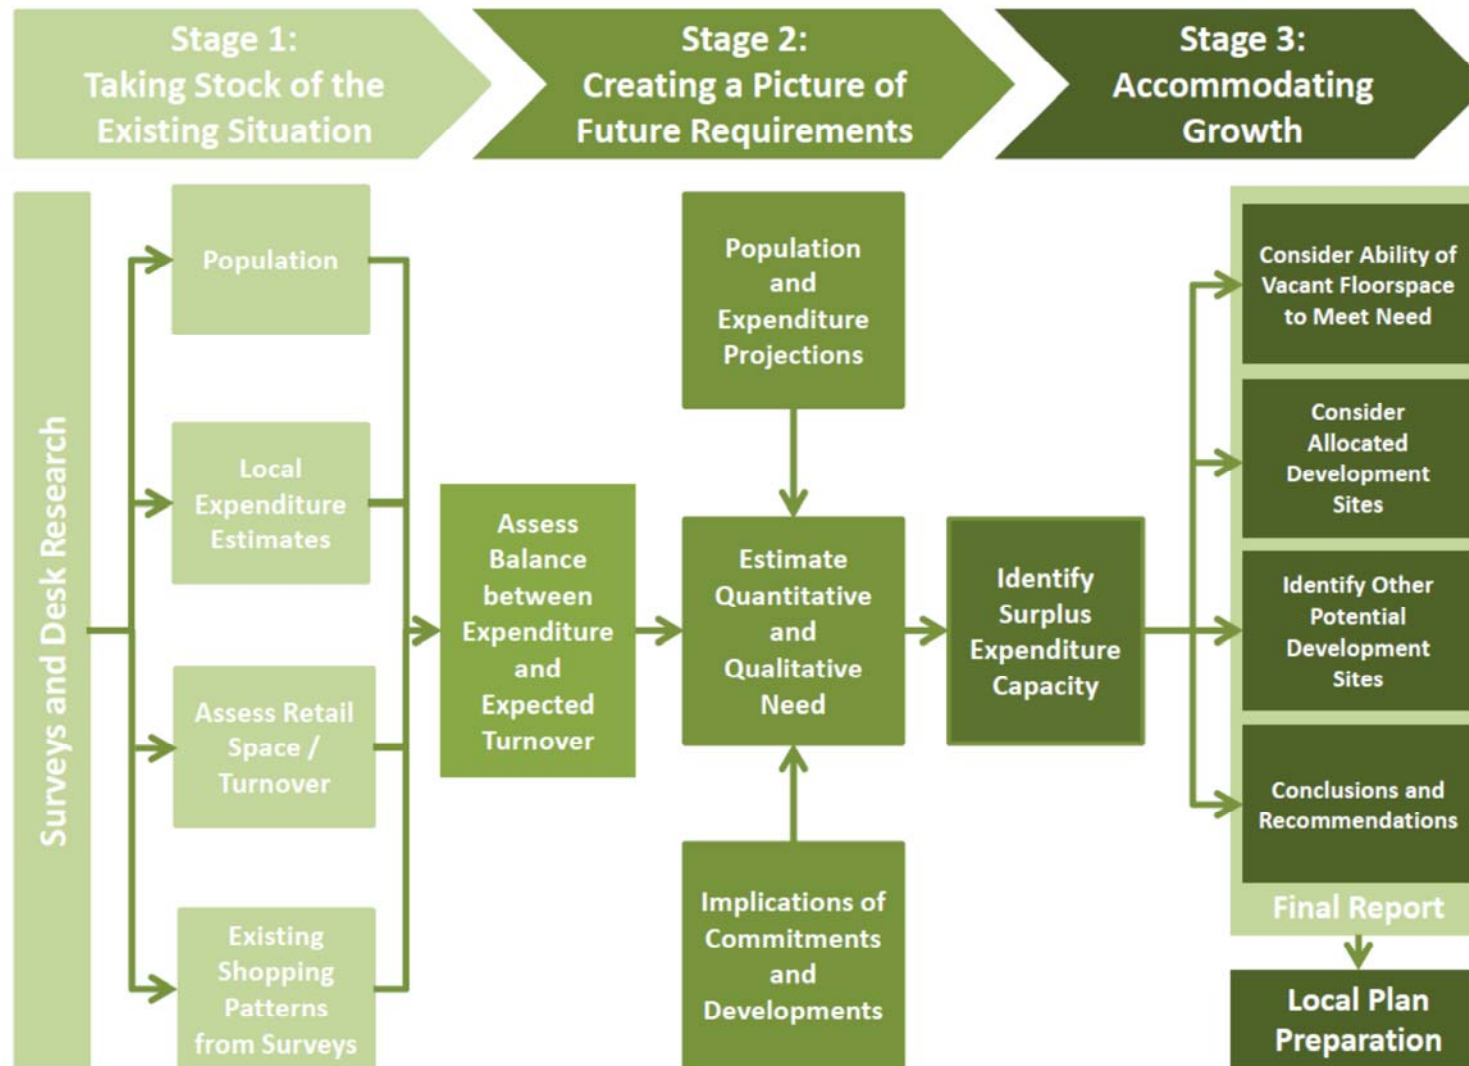 Stage 1:
Taking Stock of the
Existing Situation
Stage 2:
Creating a Picture of
Future Requirements
Stage 3:
Accommodating
Growth
Surveys and Desk Research
Population
Local
Expenditure
Estimates
Assess Retail
Space /
Turnover
Existing
Shopping
Patterns
from Surveys
Assess
Balance
between
Expenditure
and
Expected
Turnover
Population
and
Expenditure
Projections
Estimate
Quantitative
and
Qualitative
Need
Implications of
Commitments
and
Developments
Identify
Surplus
Expenditure
Capacity
Consider Ability of
Vacant Floorspace
to Meet Need
Consider
Allocated
Development
Sites
Identify Other
Potential
Development
Sites
Conclusions and
Recommendations
Final Report
Local Plan
Preparation